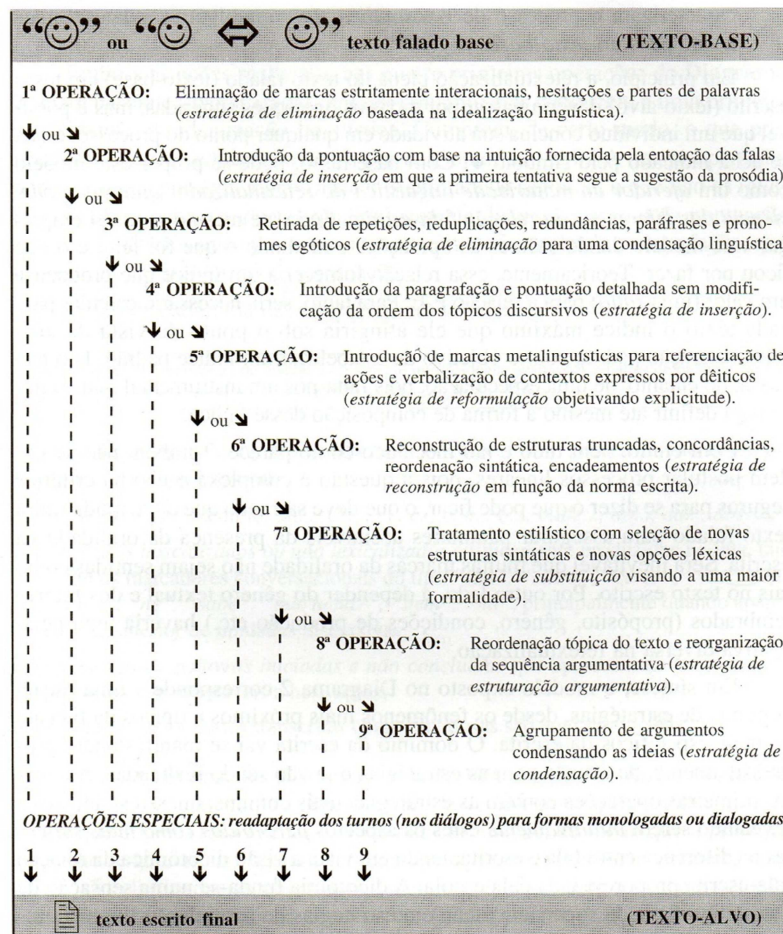 “ ” ou “ ⇔ ” texto falado base (TEXTO-BASE)
1ª OPERAÇÃO: Eliminação de marcas estritamente interacionais, hesitações e partes de palavras
(estratégia de eliminação baseada na idealização linguística).
ou
2ª OPERAÇÃO: Introdução da pontuação com base na intuição fornecida pela entoação das falas
(estratégia de inserção em que a primeira tentativa segue a sugestão da prosódia)
ou
3ª OPERAÇÃO: Retirada de repetições, reduplicações, redundâncias, paráfrases e prono-
mes egóticos (estratégia de eliminação para uma condensação linguística
ou
4ª OPERAÇÃO: Introdução da paragrafação e pontuação detalhada sem modifi-
cação da ordem dos tópicos discursivos (estratégia de inserção).
ou
5ª OPERAÇÃO: Introdução de marcas metalinguísticas para referenciação de
ações e verbalização de contextos expressos por dêiticos
(estratégia de reformulação objetivando explicitude).
ou
6ª OPERAÇÃO: Reconstrução de estruturas truncadas, concordâncias,
reordenação sintática, encadeamentos (estratégia de
reconstrução em função da norma escrita).
ou
7ª OPERAÇÃO: Tratamento estilístico com seleção de novas
estruturas sintáticas e novas opções léxicas
(estratégia de substituição visando a uma maior
formalidade).
ou
8ª OPERAÇÃO: Reordenação tópica do texto e reorganização
da sequência argumentativa (estratégia de
estruturação argumentativa).
ou
9ª OPERAÇÃO: Agrupamento de argumentos
condensando as ideias (estratégia de
condensação).
OPERAÇÕES ESPECIAIS: readaptação dos turnos (nos diálogos) para formas monologadas ou dialogadas
1 2 3 4 5 6 7 8 9
texto escrito final (TEXTO-ALVO)